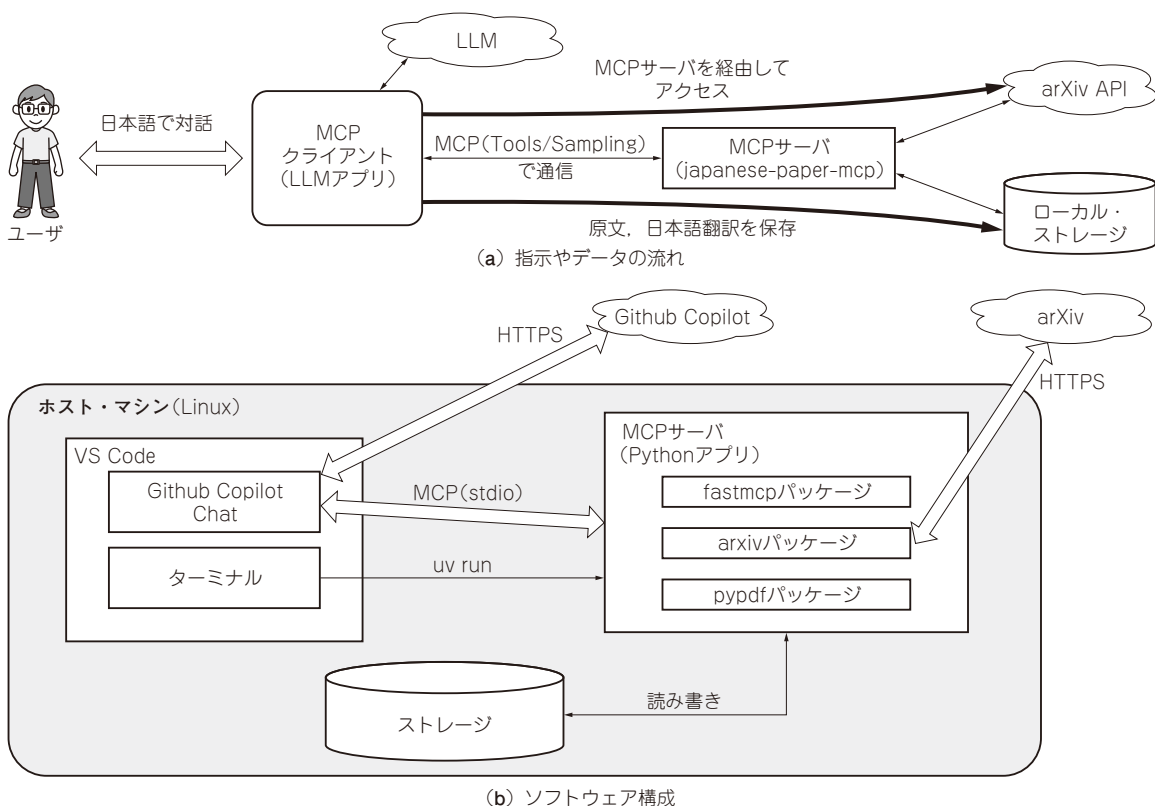 LLM
MCPサーバを経由して
アクセス
arXiv API
日本語で対話
MCP
クライアント
(LLMアプリ)
MCP(Tools/Sampling)
で通信
MCPサーバ
(japanese-paper-mcp)
ユーザ
原文，日本語翻訳を保存
ローカル・
ストレージ
(a) 指示やデータの流れ
Github Copilot
arXiv
HTTPS
HTTPS
ホスト・マシン(Linux)
VS Code
Github Copilot
Chat
ターミナル
MCP(stdio)
uv run
MCPサーバ
(Pythonアプリ)
fastmcpパッケージ
arxivパッケージ
pypdfパッケージ
ストレージ
読み書き
(b) ソフトウェア構成